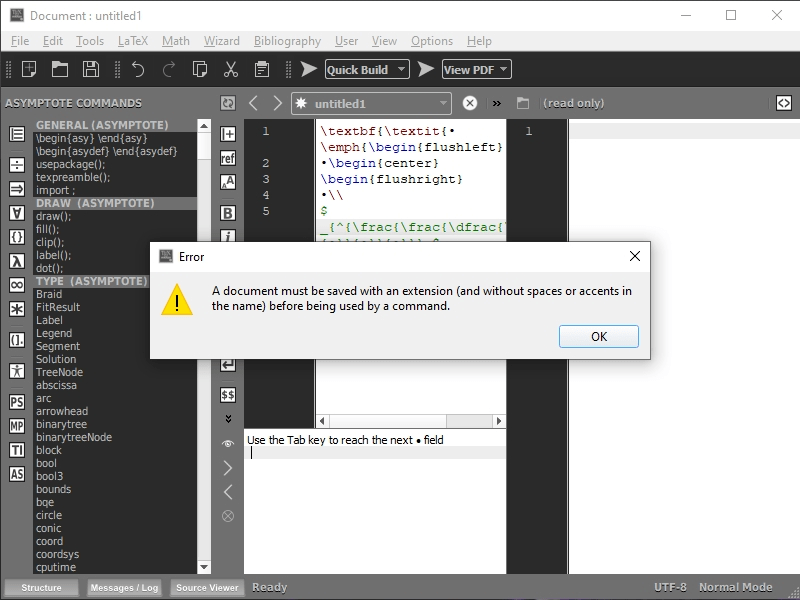 Document : untitled1
File Edit Tools LaTeX Math Wizard Bibliography User View Options Help
Quick Build View PDF
ASYMPTOTE COMMANDS
untitled1
»
(read only)
GENERAL (ASYMPTOTE)
\begin{asy} \end{asy}
\begin{asydef} \end{asydef}
usepackage();
texpreamble();
import ;
DRAW (ASYMPTOTE)
draw();
fill();
clip();
label();
dot();
TYPE (ASYMPTOTE)
Braid
FitResult
Label
Legend
Segment
Solution
TreeNode
abscissa
arc
arrowhead
binarytree
binarytreeNode
block
bool
bool3
bounds
bqe
circle
conic
coord
coordsys
cputime
{}
λ
∞
(].
PS
MP
TI
AS
ref
AA
B
i
$$
1 \textbf{\textit{•
\emph{\begin{flushleft}
2 •\begin{center}
3 \begin{flushright}
4 •\\
5 $
_{^{\frac{\frac{\dfrac{\
1
Error
A document must be saved with an extension (and without spaces or accents in
the name) before being used by a command.
OK
Use the Tab key to reach the next • field
Structure Messages / Log Source Viewer Ready UTF-8 Normal Mode